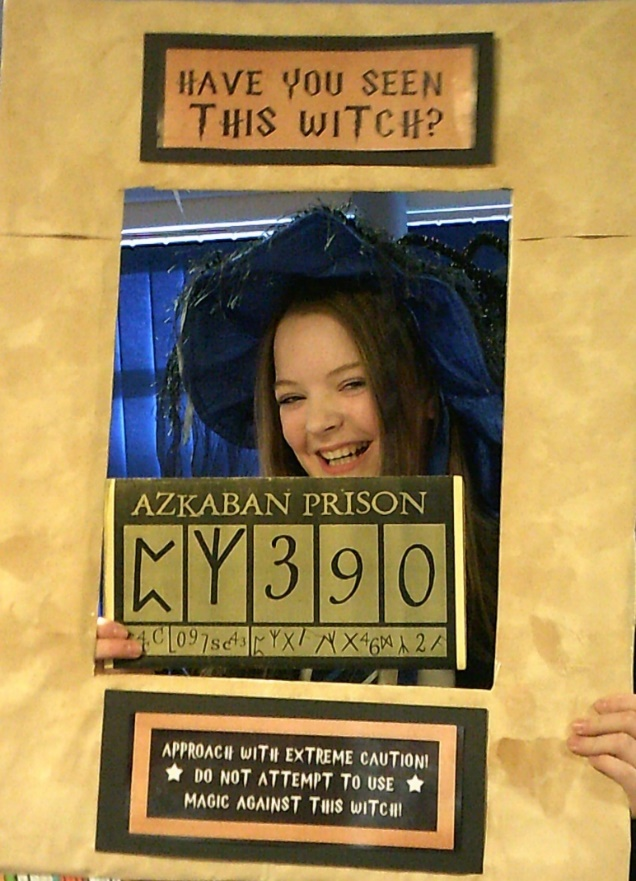 HAVE YOU SEEN
THIS WITCH?
AZKABAN PRISON
ᛈᛉ390
APPROACH WITH EXTREME CAUTION!
DO NOT ATTEMPT TO USE
MAGIC AGAINST THIS WITCH!